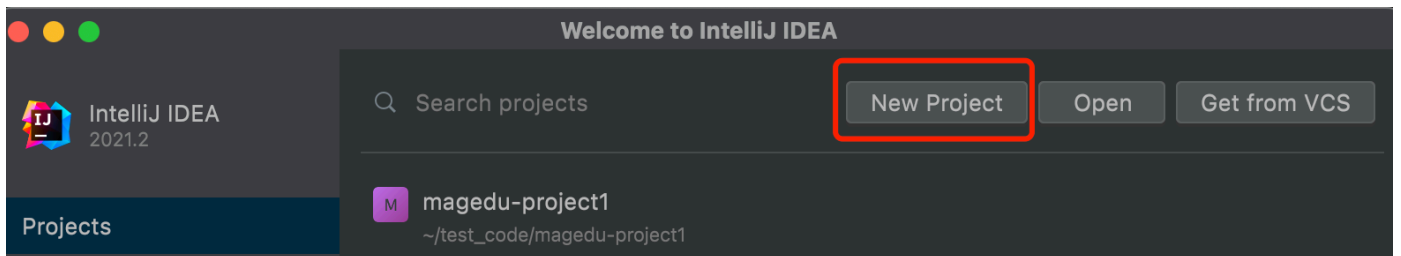 Welcome to IntelliJ IDEA
IJ
IntelliJ IDEA
2021.2
Search projects
New Project
Open
Get from VCS
Projects
M
magedu-project1
~/test_code/magedu-project1